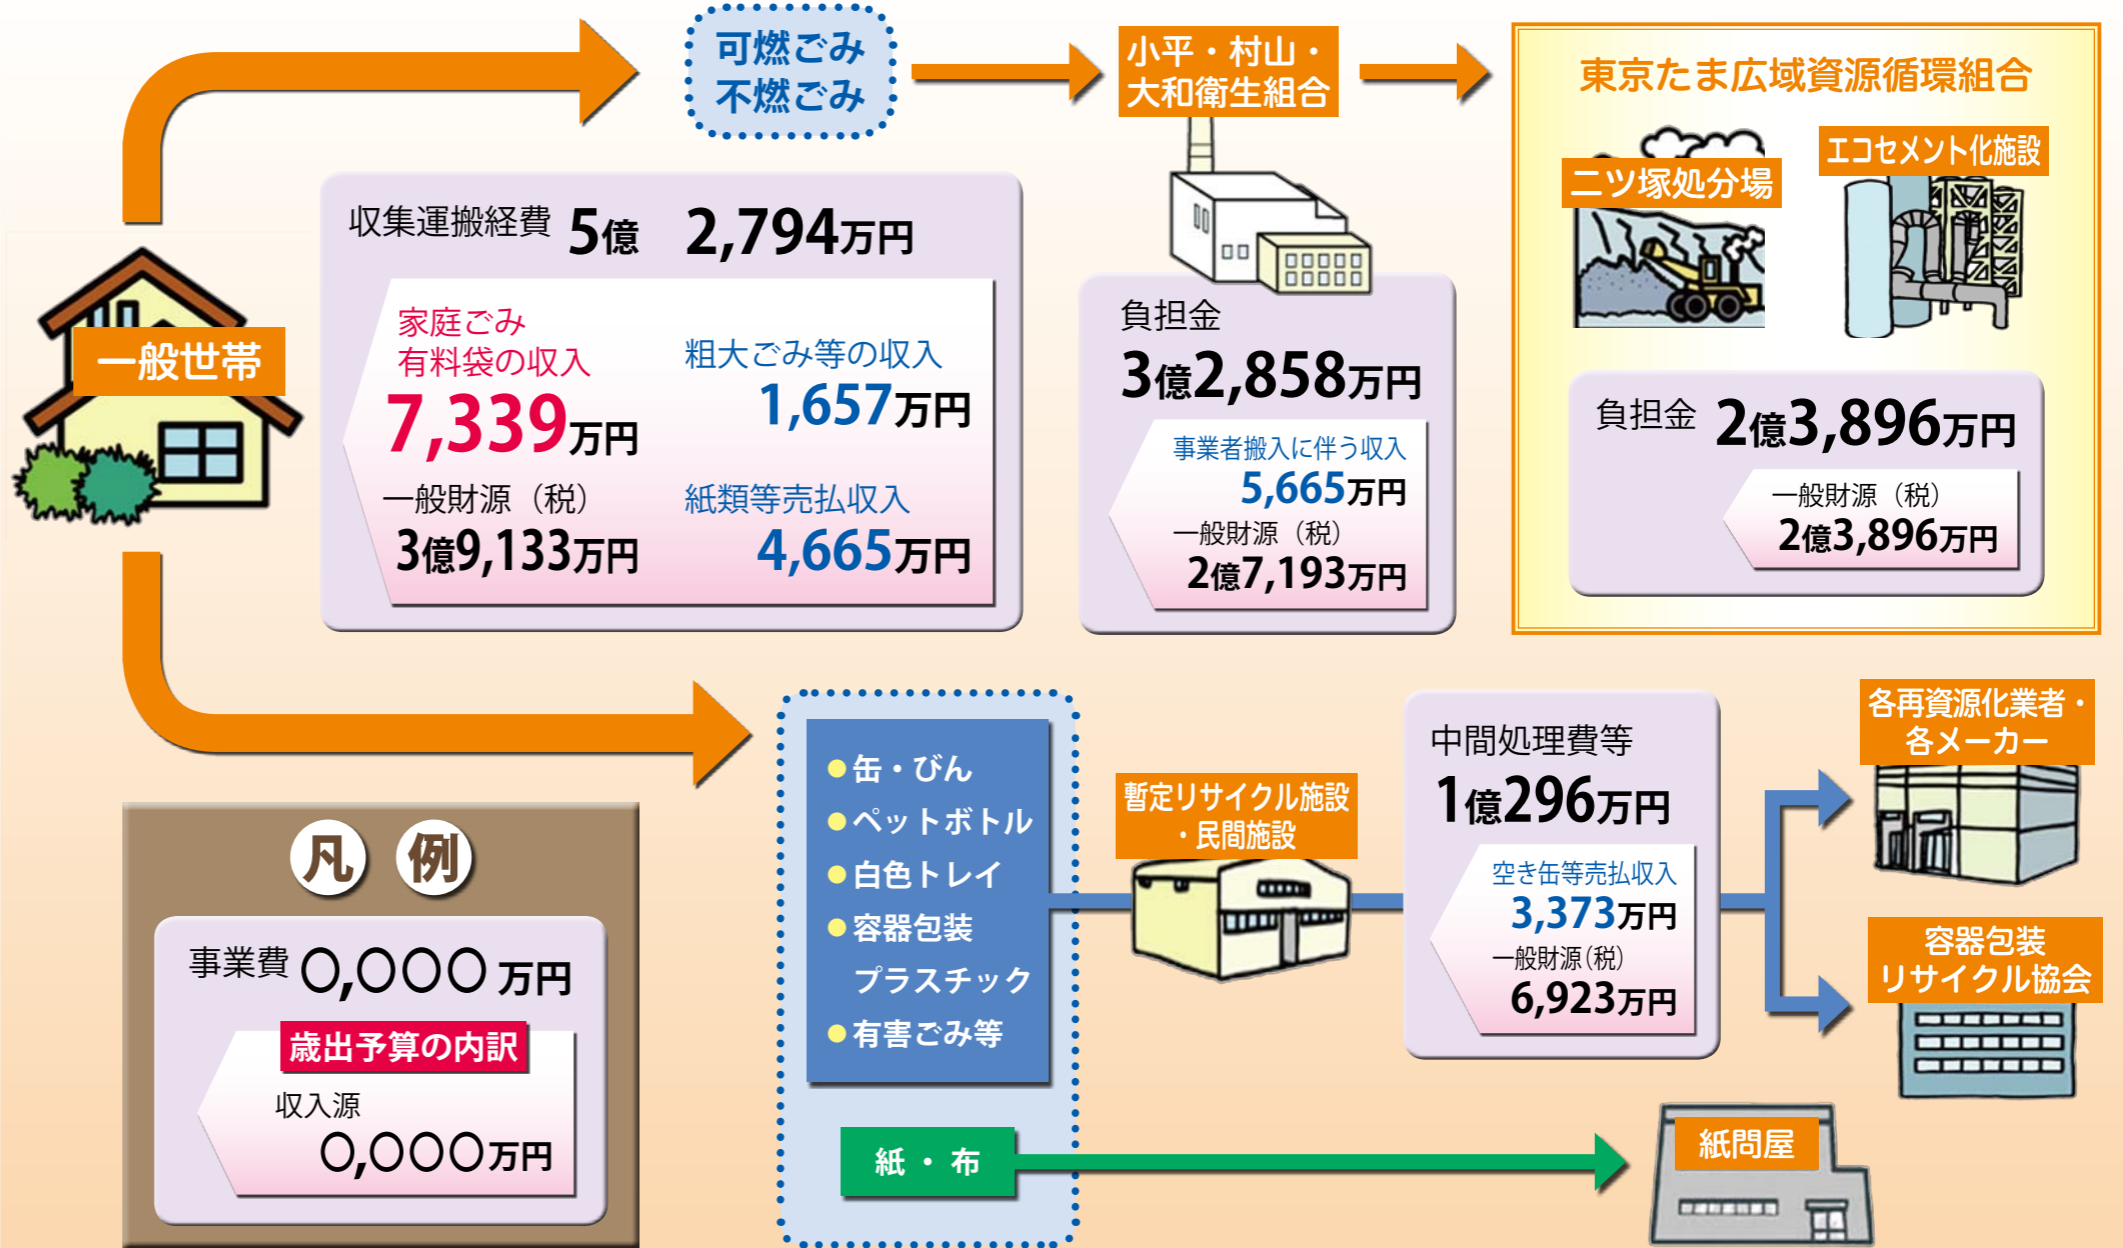 可燃ごみ
不燃ごみ
小平・村山・
大和衛生組合
東京たま広域資源循環組合
二ツ塚処分場
エコセメント化施設
一般世帯
収集運搬経費 5億 2,794万円
家庭ごみ
有料袋の収入
7,339万円
粗大ごみ等の収入
1,657万円
一般財源（税）
3億9,133万円
紙類等売払収入
4,665万円
負担金
3億2,858万円
事業者搬入に伴う収入
5,665万円
一般財源（税）
2億7,193万円
負担金 2億3,896万円
一般財源（税）
2億3,896万円
凡例
事業費 〇,〇〇〇万円
歳出予算の内訳
収入源
〇,〇〇〇万円
●缶・びん
●ペットボトル
●白色トレイ
●容器包装
プラスチック
●有害ごみ等
紙・布
暫定リサイクル施設
・民間施設
中間処理費等
1億296万円
空き缶等売払収入
3,373万円
一般財源（税）
6,923万円
各再資源化業者・
各メーカー
容器包装
リサイクル協会
紙問屋